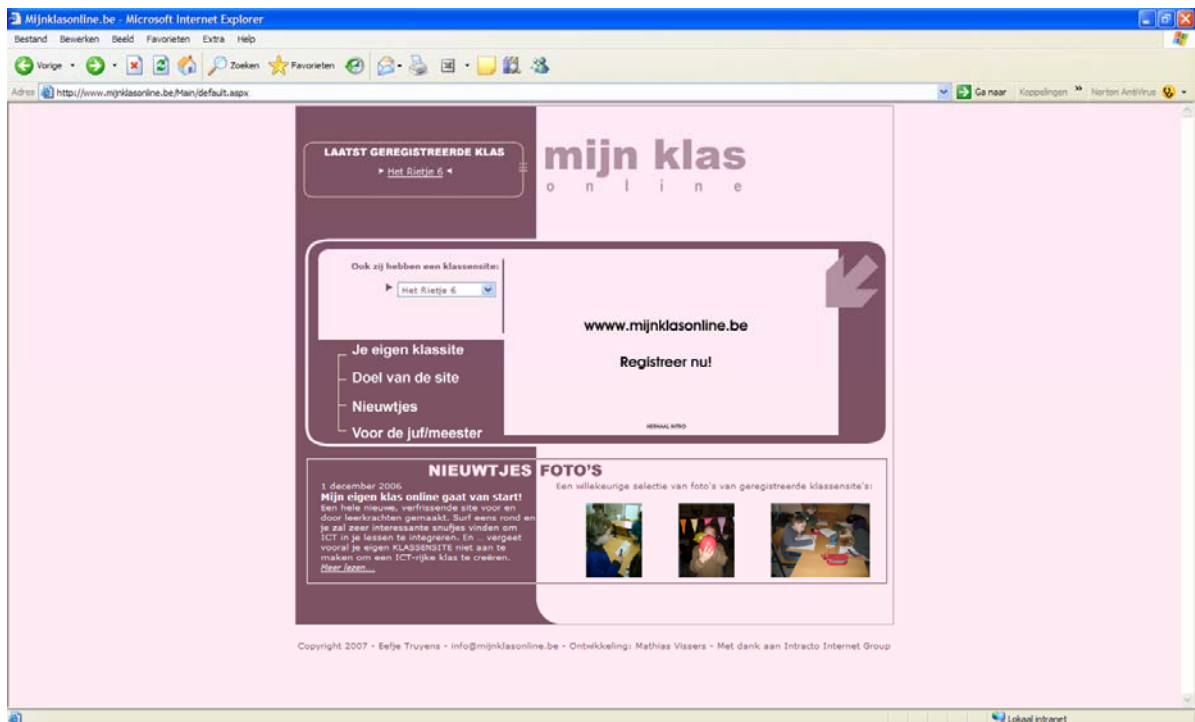 Mijnklasonline.be - Microsoft Internet Explorer
Bestand Bewerken Beeld Favorieten Extra Help
Vorige Zoeken Favorieten
Adres http://www.mijnklasonline.be/Main/default.aspx Ga naar Koppelingen Norton AntiVirus
LAATST GEREGISTREERDE KLAS
Het Rietje 6
mijn klas
online
Ook zij hebben een klassensite:
Het Rietje 6
wwww.mijnklasonline.be
Registreer nu!
HERHAAL INTRO
Je eigen klassite
Doel van de site
Nieuwtjes
Voor de juf/meester
NIEUWTJES
1 december 2006
Mijn eigen klas online gaat van start!
Een hele nieuwe, verfrissende site voor en
door leerkrachten gemaakt. Surf eens rond en
je zal zeer interessante snufjes vinden om
ICT in je lessen te integreren. En ... vergeet
vooral je eigen KLASSENSITE niet aan te
maken om een ICT-rijke klas te creëren.
Meer lezen...
FOTO'S
Een willekeurige selectie van foto's van geregistreerde klassensite's:
Copyright 2007 - Eefje Truyens - info@mijnklasonline.be - Ontwikkeling: Mathias Vissers - Met dank aan Intracto Internet Group
Lokaal intranet